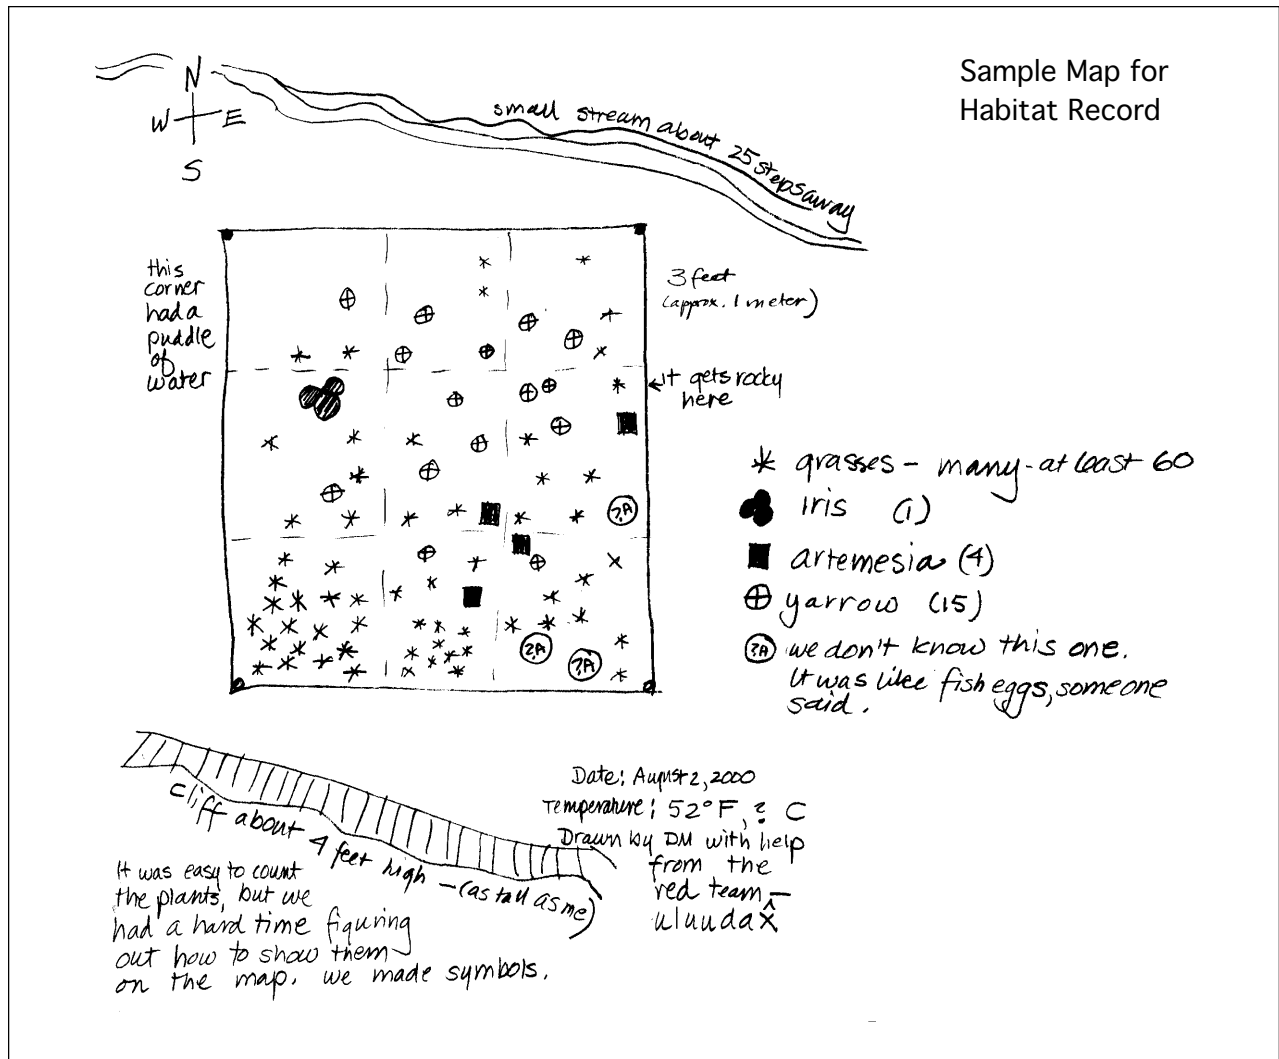 Sample Map for
Habitat Record
N
W E
S
small stream about 25 steps away
this
corner
had a
puddle
of
water
3 feet
(approx. 1 meter)
it gets rocky
here
?A
?A
?A
grasses - many - at least 60
iris (1)
artemesia (4)
yarrow (15)
?A we don't know this one.
It was like fish eggs, someone
said.
cliff about 4 feet high - (as tall as me)
Date: August 2, 2000
Temperature: 52° F, ? C
Drawn by DM with help
from the
red team -
uluudax̂
It was easy to count
the plants, but we
had a hard time figuring
out how to show them
on the map. we made symbols.